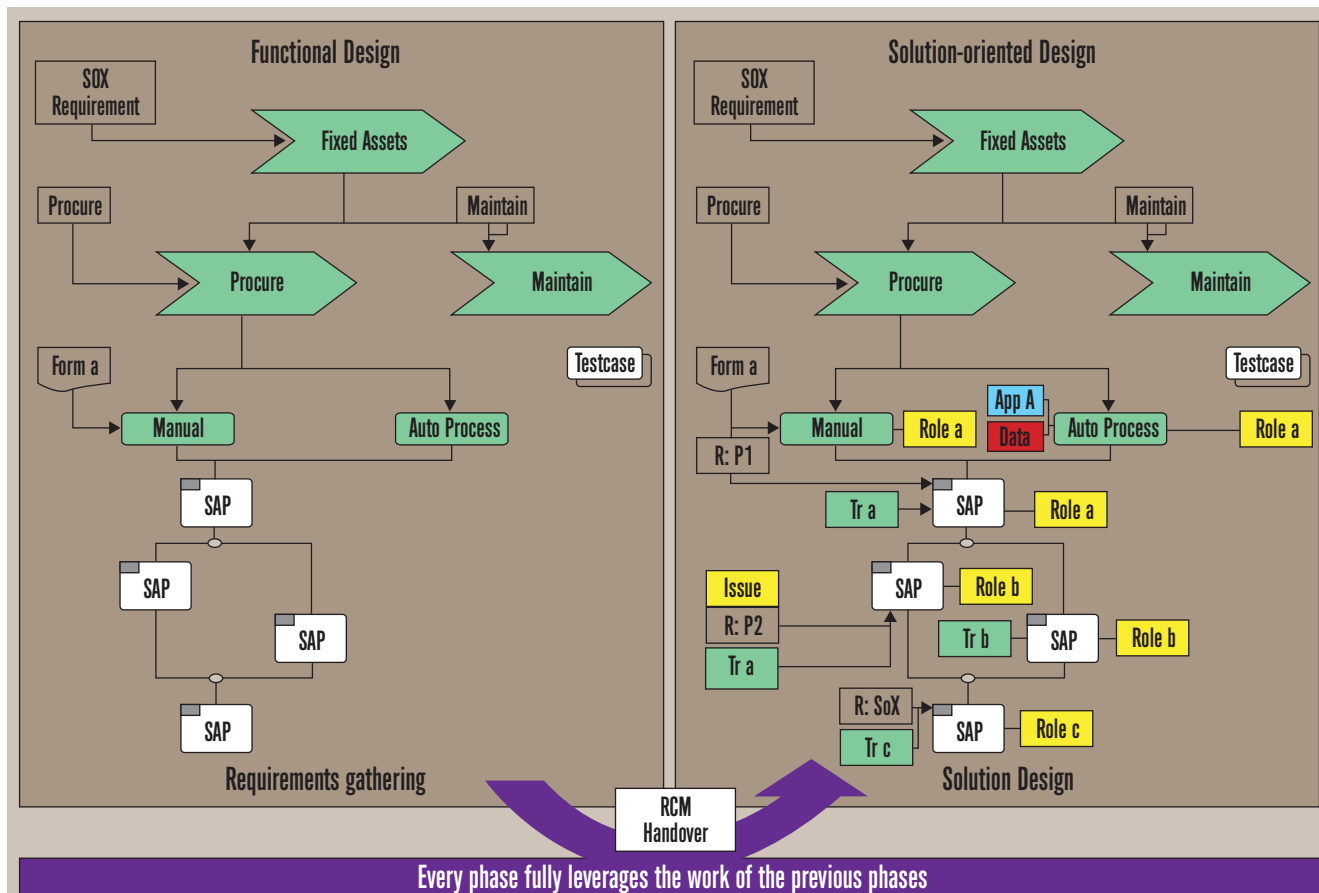 Functional Design
SOX
Requirement
Fixed Assets
Procure
Maintain
Procure
Maintain
Form a
Testcase
Manual
Auto Process
SAP
SAP
SAP
SAP
Requirements gathering
Solution-oriented Design
SOX
Requirement
Fixed Assets
Procure
Maintain
Procure
Maintain
Form a
Testcase
App A
Manual
Role a
Data
Auto Process
Role a
R: P1
Tr a
SAP
Role a
Issue
SAP
Role b
R: P2
Tr b
SAP
Role b
Tr a
R: SoX
SAP
Role c
Tr c
Solution Design
RCM
Handover
Every phase fully leverages the work of the previous phases